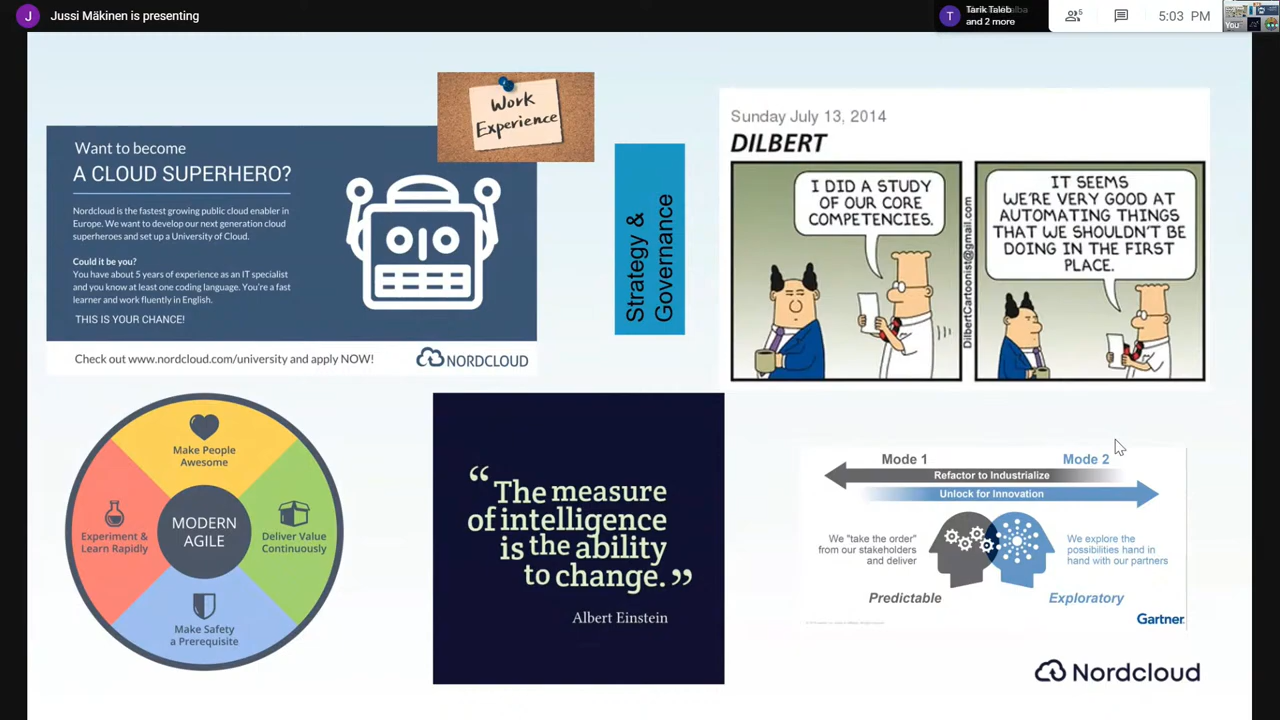 Jussi Mäkinen is presenting
Tarik Taleb
and 2 more
5
5:03 PM
You
Work
Experience
Want to become
A CLOUD SUPERHERO?
Nordcloud is the fastest growing public cloud enabler in
Europe. We want to develop our next generation cloud
superheroes and set up a University of Cloud.
Could it be you?
You have about 5 years of experience as an IT specialist
and you know at least one coding language. You're a fast
learner and work fluently in English.
THIS IS YOUR CHANCE!
Check out www.nordcloud.com/university and apply NOW!
NORDCLOUD
Strategy &
Governance
Sunday July 13, 2014
DILBERT
I DID A STUDY
OF OUR CORE
COMPETENCIES.
DilbertCartoonist@gmail.com
IT SEEMS
WE'RE VERY GOOD AT
AUTOMATING THINGS
THAT WE SHOULDN'T BE
DOING IN THE FIRST
PLACE.
Make People
Awesome
Experiment &
Learn Rapidly
MODERN
AGILE
Deliver Value
Continuously
Make Safety
a Prerequisite
“The measure
of intelligence
is the ability
to change.”
Albert Einstein
Mode 1
Mode 2
Refactor to Industrialize
Unlock for Innovation
We "take the order"
from our stakeholders
and deliver
We explore the
possibilities hand in
hand with our partners
Predictable
Exploratory
Gartner
Nordcloud